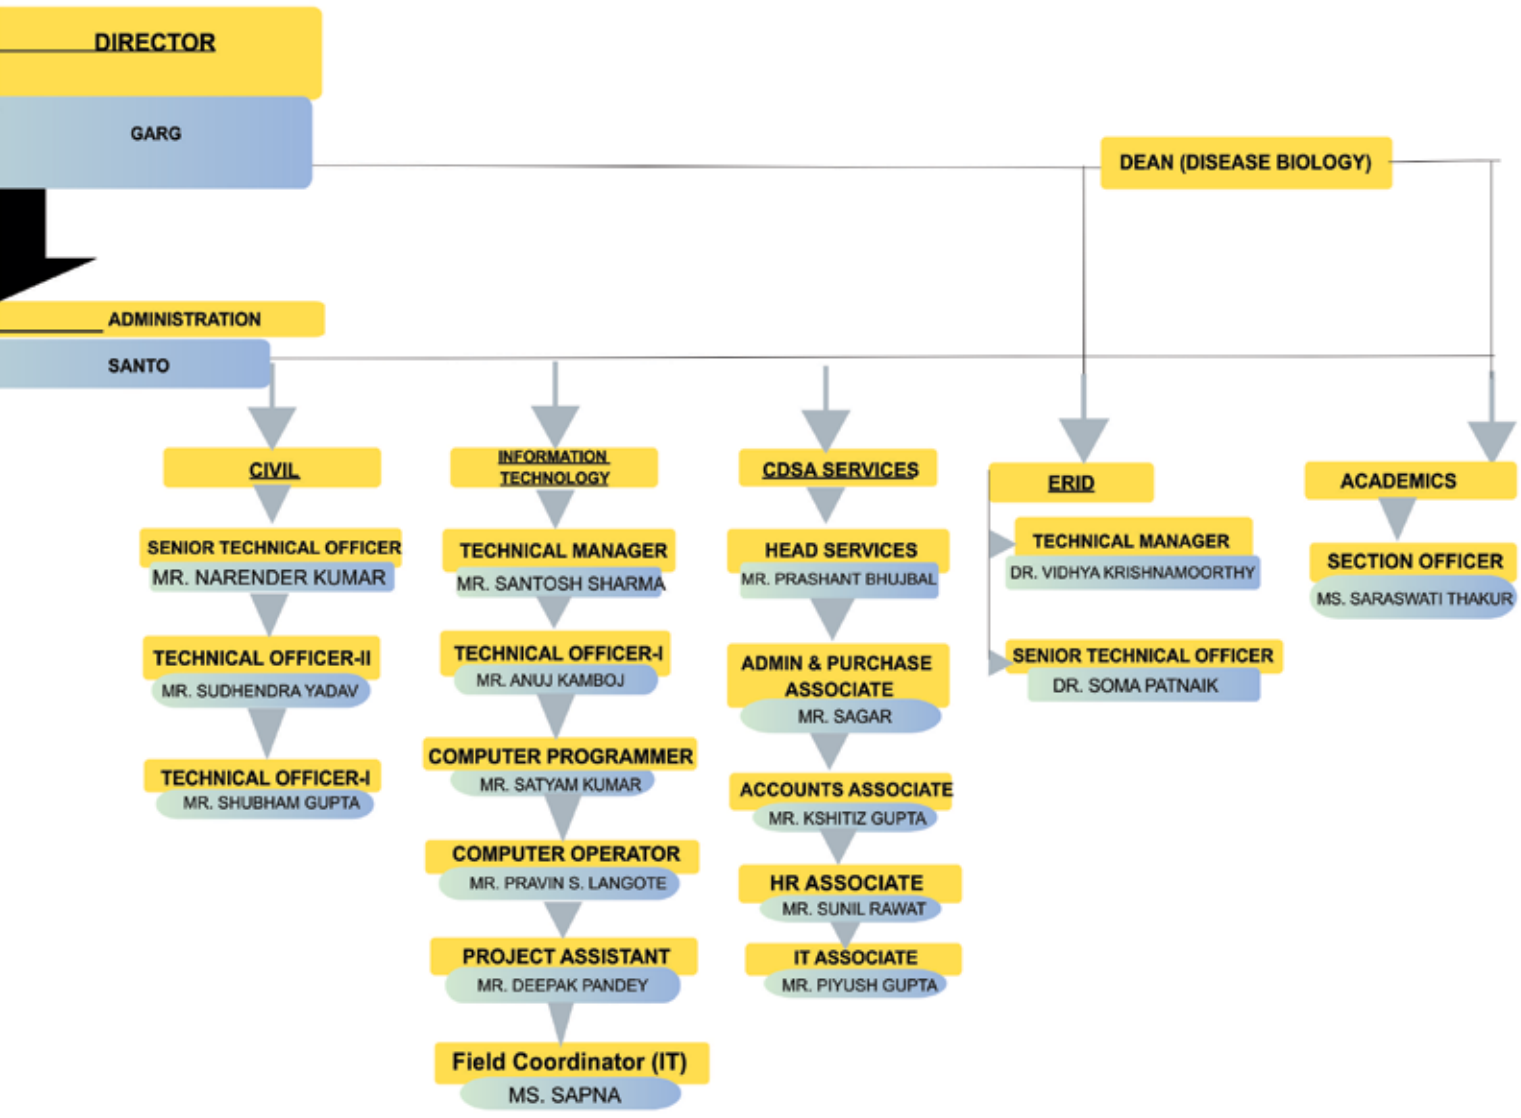 DIRECTOR
GARG
DEAN (DISEASE BIOLOGY)
ADMINISTRATION
SANTO
CIVIL
SENIOR TECHNICAL OFFICER
MR. NARENDER KUMAR
TECHNICAL OFFICER-II
MR. SUDHENDRA YADAV
TECHNICAL OFFICER-I
MR. SHUBHAM GUPTA
INFORMATION
TECHNOLOGY
TECHNICAL MANAGER
MR. SANTOSH SHARMA
TECHNICAL OFFICER-I
MR. ANUJ KAMBOJ
COMPUTER PROGRAMMER
MR. SATYAM KUMAR
COMPUTER OPERATOR
MR. PRAVIN S. LANGOTE
PROJECT ASSISTANT
MR. DEEPAK PANDEY
Field Coordinator (IT)
MS. SAPNA
CDSA SERVICES
HEAD SERVICES
MR. PRASHANT BHUJBAL
ADMIN & PURCHASE
ASSOCIATE
MR. SAGAR
ACCOUNTS ASSOCIATE
MR. KSHITIZ GUPTA
HR ASSOCIATE
MR. SUNIL RAWAT
IT ASSOCIATE
MR. PIYUSH GUPTA
ERID
TECHNICAL MANAGER
DR. VIDHYA KRISHNAMOORTHY
SENIOR TECHNICAL OFFICER
DR. SOMA PATNAIK
ACADEMICS
SECTION OFFICER
MS. SARASWATI THAKUR